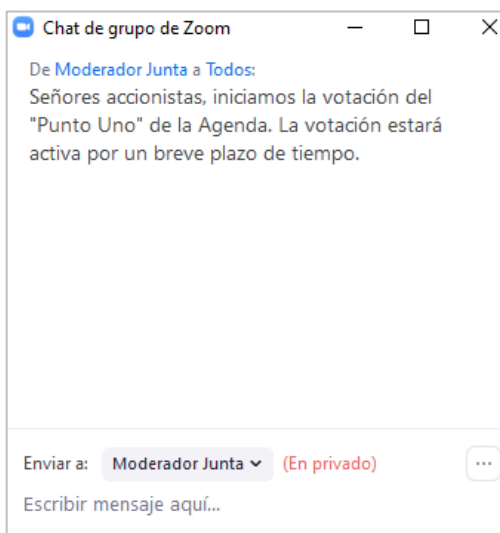 Chat de grupo de Zoom
De Moderador Junta a Todos:
Señores accionistas, iniciamos la votación del
"Punto Uno" de la Agenda. La votación estará
activa por un breve plazo de tiempo.
Enviar a: Moderador Junta (En privado)
Escribir mensaje aquí...